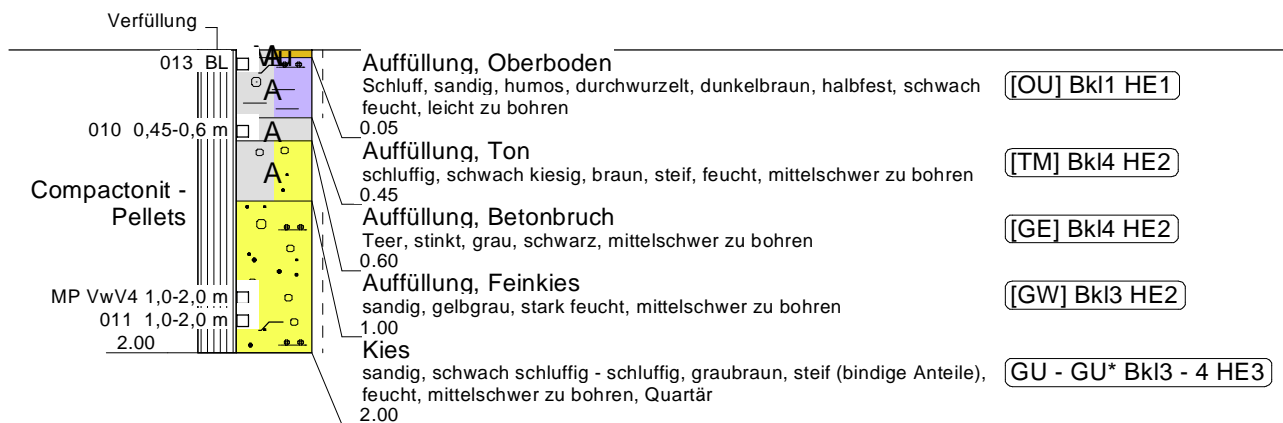 Verfüllung
013 BL
010 0,45-0,6 m
Compactonit -
Pellets
MP VwV4 1,0-2,0 m
011 1,0-2,0 m
2.00
A
A
A
Auffüllung, Oberboden
Schluff, sandig, humos, durchwurzelt, dunkelbraun, halbfest, schwach
feucht, leicht zu bohren
0.05
[OU] Bkl1 HE1
Auffüllung, Ton
schluffig, schwach kiesig, braun, steif, feucht, mittelschwer zu bohren
0.45
[TM] Bkl4 HE2
Auffüllung, Betonbruch
Teer, stinkt, grau, schwarz, mittelschwer zu bohren
0.60
[GE] Bkl4 HE2
Auffüllung, Feinkies
sandig, gelbgrau, stark feucht, mittelschwer zu bohren
1.00
[GW] Bkl3 HE2
Kies
sandig, schwach schluffig - schluffig, graubraun, steif (bindige Anteile),
feucht, mittelschwer zu bohren, Quartär
2.00
GU - GU* Bkl3 - 4 HE3